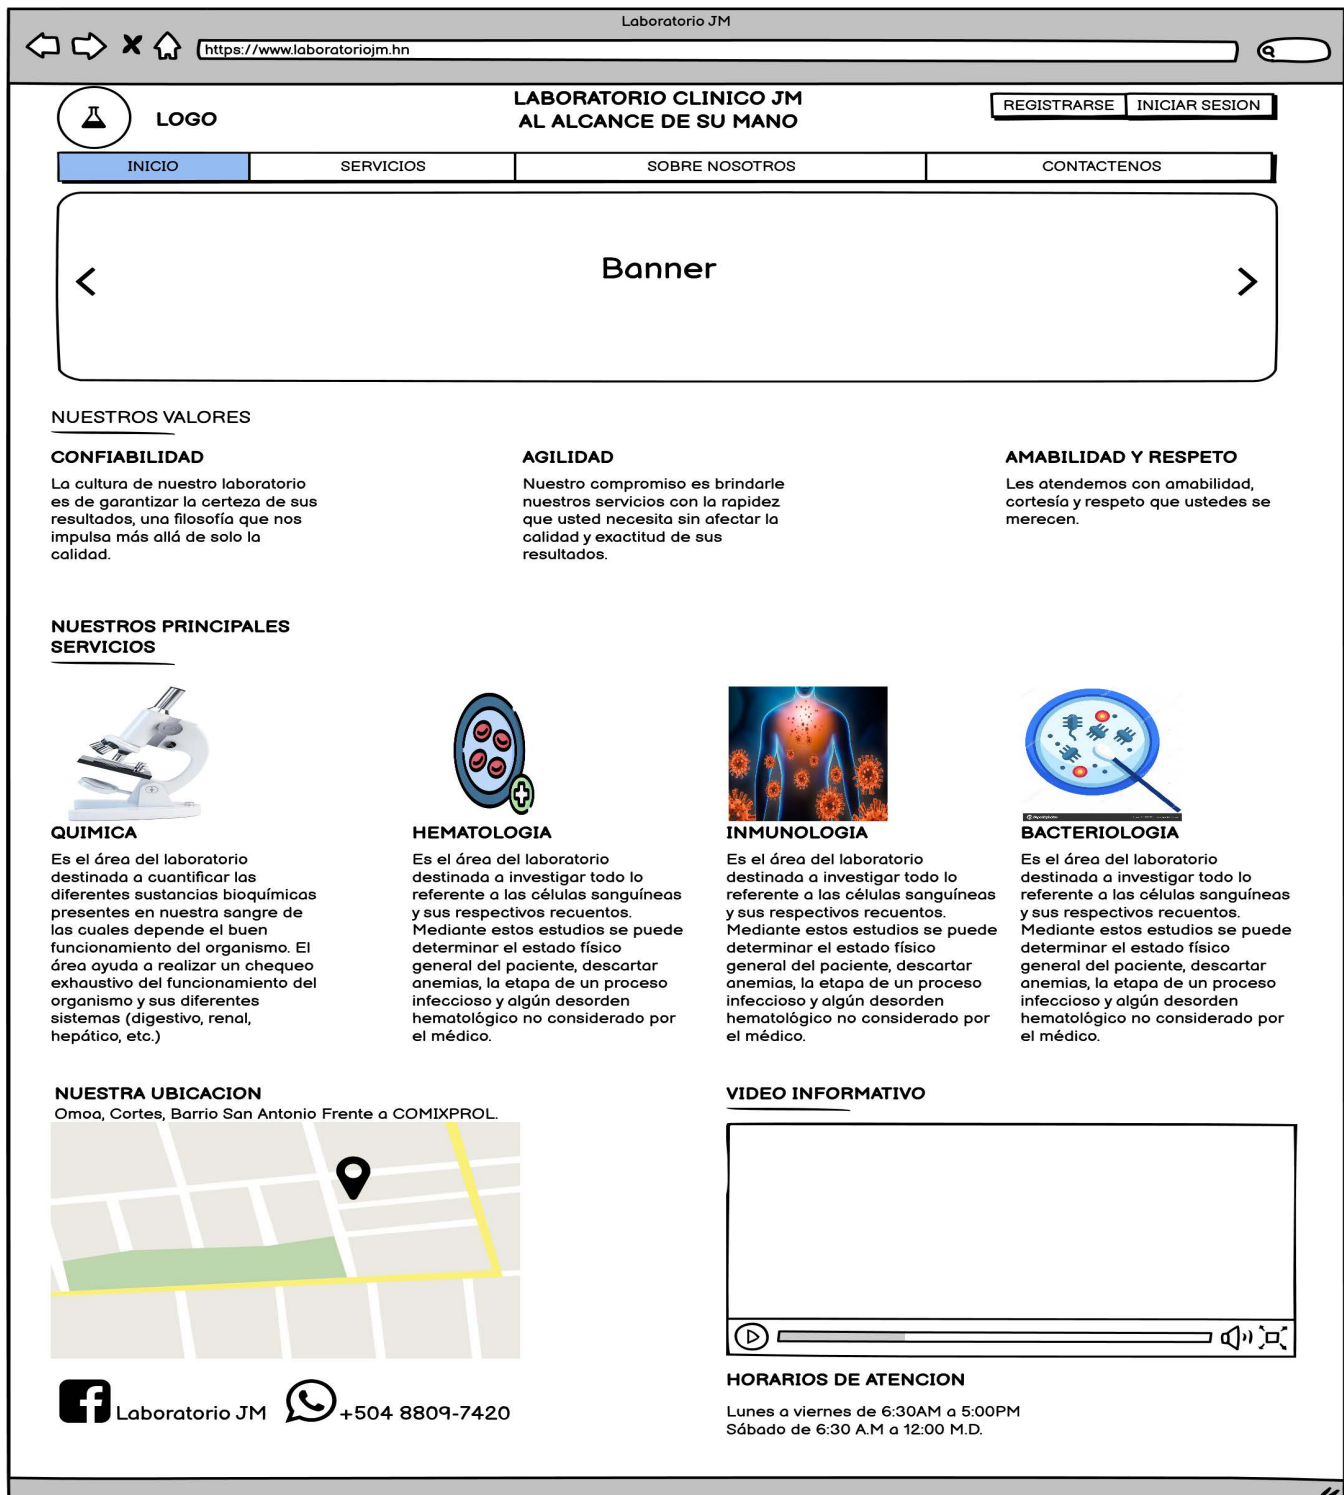 Laboratorio JM
https://www.laboratoriojm.hn
LOGO
LABORATORIO CLINICO JM
AL ALCANCE DE SU MANO
REGISTRARSE
INICIAR SESION
INICIO
SERVICIOS
SOBRE NOSOTROS
CONTACTENOS
Banner
NUESTROS VALORES
CONFIABILIDAD
La cultura de nuestro laboratorio
es de garantizar la certeza de sus
resultados, una filosofía que nos
impulsa más allá de solo la
calidad.
AGILIDAD
Nuestro compromiso es brindarle
nuestros servicios con la rapidez
que usted necesita sin afectar la
calidad y exactitud de sus
resultados.
AMABILIDAD Y RESPETO
Les atendemos con amabilidad,
cortesía y respeto que ustedes se
merecen.
NUESTROS PRINCIPALES
SERVICIOS
QUIMICA
Es el área del laboratorio
destinada a cuantificar las
diferentes sustancias bioquímicas
presentes en nuestra sangre de
las cuales depende el buen
funcionamiento del organismo. El
área ayuda a realizar un chequeo
exhaustivo del funcionamiento del
organismo y sus diferentes
sistemas (digestivo, renal,
hepático, etc.)
HEMATOLOGIA
Es el área del laboratorio
destinada a investigar todo lo
referente a las células sanguíneas
y sus respectivos recuentos.
Mediante estos estudios se puede
determinar el estado físico
general del paciente, descartar
anemias, la etapa de un proceso
infeccioso y algún desorden
hematológico no considerado por
el médico.
INMUNOLOGIA
Es el área del laboratorio
destinada a investigar todo lo
referente a las células sanguíneas
y sus respectivos recuentos.
Mediante estos estudios se puede
determinar el estado físico
general del paciente, descartar
anemias, la etapa de un proceso
infeccioso y algún desorden
hematológico no considerado por
el médico.
BACTERIOLOGIA
Es el área del laboratorio
destinada a investigar todo lo
referente a las células sanguíneas
y sus respectivos recuentos.
Mediante estos estudios se puede
determinar el estado físico
general del paciente, descartar
anemias, la etapa de un proceso
infeccioso y algún desorden
hematológico no considerado por
el médico.
NUESTRA UBICACION
Omoa, Cortes, Barrio San Antonio Frente a COMIXPROL.
Laboratorio JM
+504 8809-7420
VIDEO INFORMATIVO
HORARIOS DE ATENCION
Lunes a viernes de 6:30AM a 5:00PM
Sábado de 6:30 A.M a 12:00 M.D.